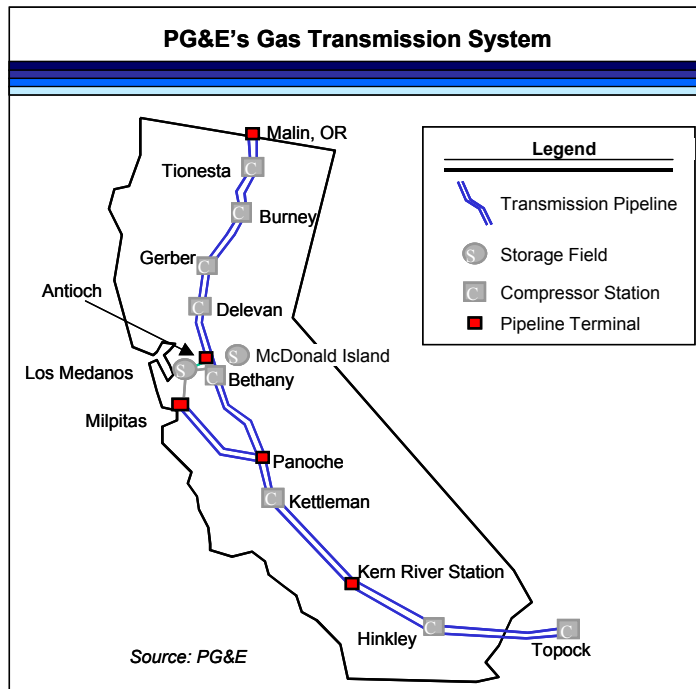 PG&E's Gas Transmission System
Malin, OR
Legend
C
Tionesta
Transmission Pipeline
C
Burney
S
Storage Field
Gerber
C
C
Compressor Station
Antioch
C
Delevan
Pipeline Terminal
S
McDonald Island
Los Medanos
S
C
Bethany
Milpitas
Panoche
C
Kettleman
Kern River Station
Hinkley
C
C
Topock
Source: PG&E